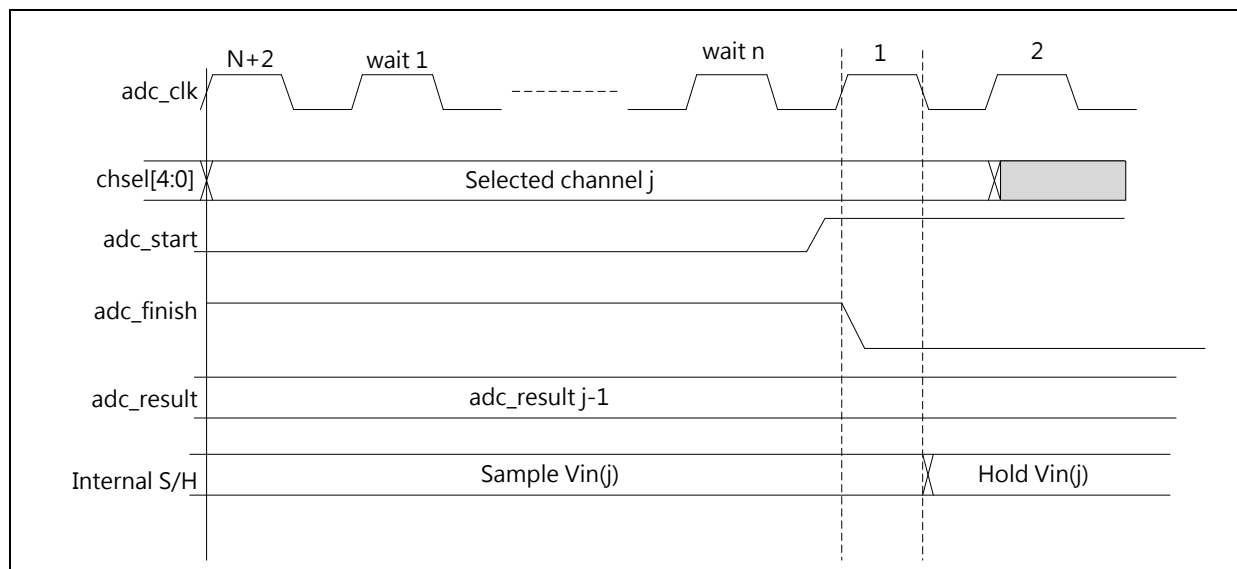 N+2 wait 1 wait n 1 2
adc_clk
chsel[4:0] Selected channel j
adc_start
adc_finish
adc_result adc_result j-1
Internal S/H Sample Vin(j) Hold Vin(j)